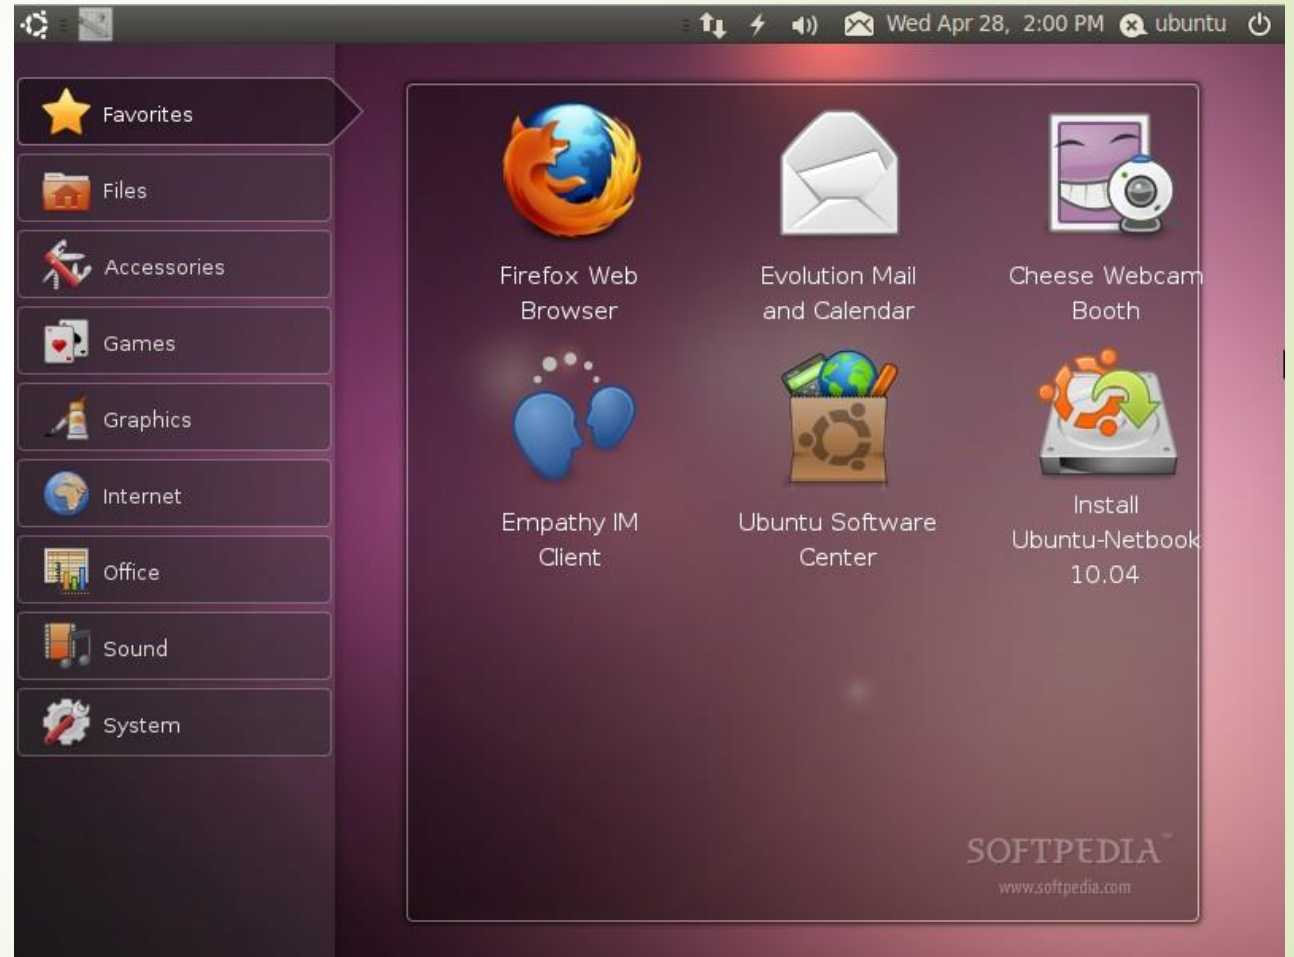 Wed Apr 28, 2:00 PM ubuntu
Favorites
Files
Accessories
Games
Graphics
Internet
Office
Sound
System
Firefox Web
Browser
Evolution Mail
and Calendar
Cheese Webcam
Booth
Empathy IM
Client
Ubuntu Software
Center
Install
Ubuntu-Netbook
10.04
SOFTPEDIA™
www.softpedia.com